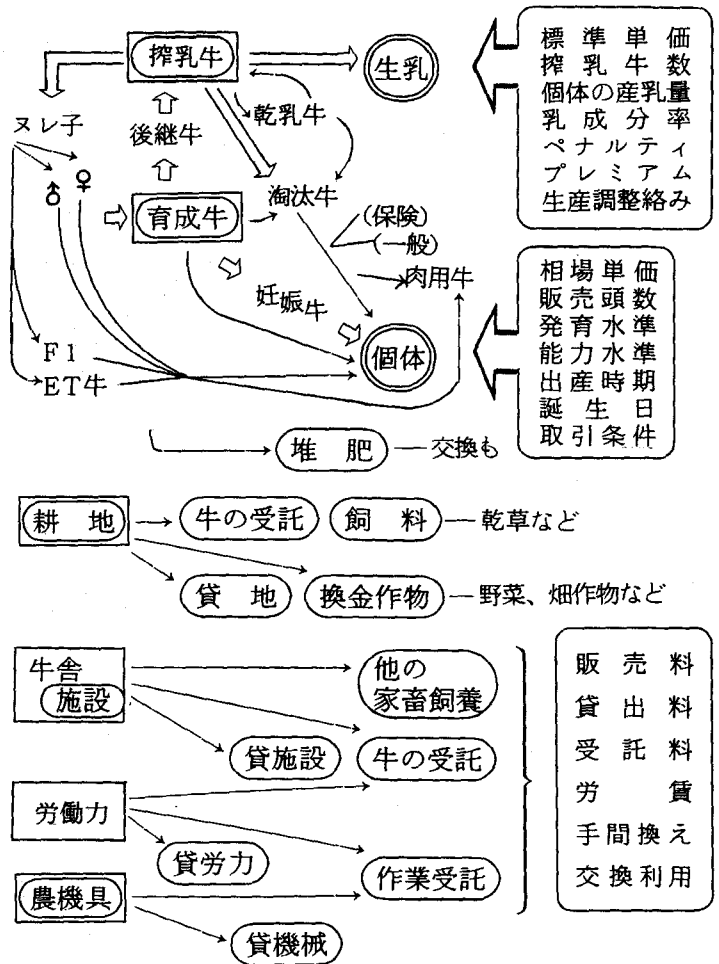 搾乳牛
生乳
標準単価
搾乳牛数
個体の産乳量
乳成分率
ペナルティ
プレミアム
生産調整絡み
ヌレ子
後継牛
乾乳牛
♂
♀
育成牛
淘汰牛
(保険)
(一般)
肉用牛
妊娠牛
個体
F1
ET牛
相場単価
販売頭数
発育水準
能力水準
出産時期
誕生日
取引条件
堆肥
交換も
耕地
牛の受託
飼料
乾草など
貸地
換金作物
野菜、畑作物など
牛舎
施設
他の
家畜飼養
貸施設
牛の受託
労働力
貸労力
作業受託
農機具
貸機械
販売料
貸出料
受託料
労賃
手間換え
交換利用